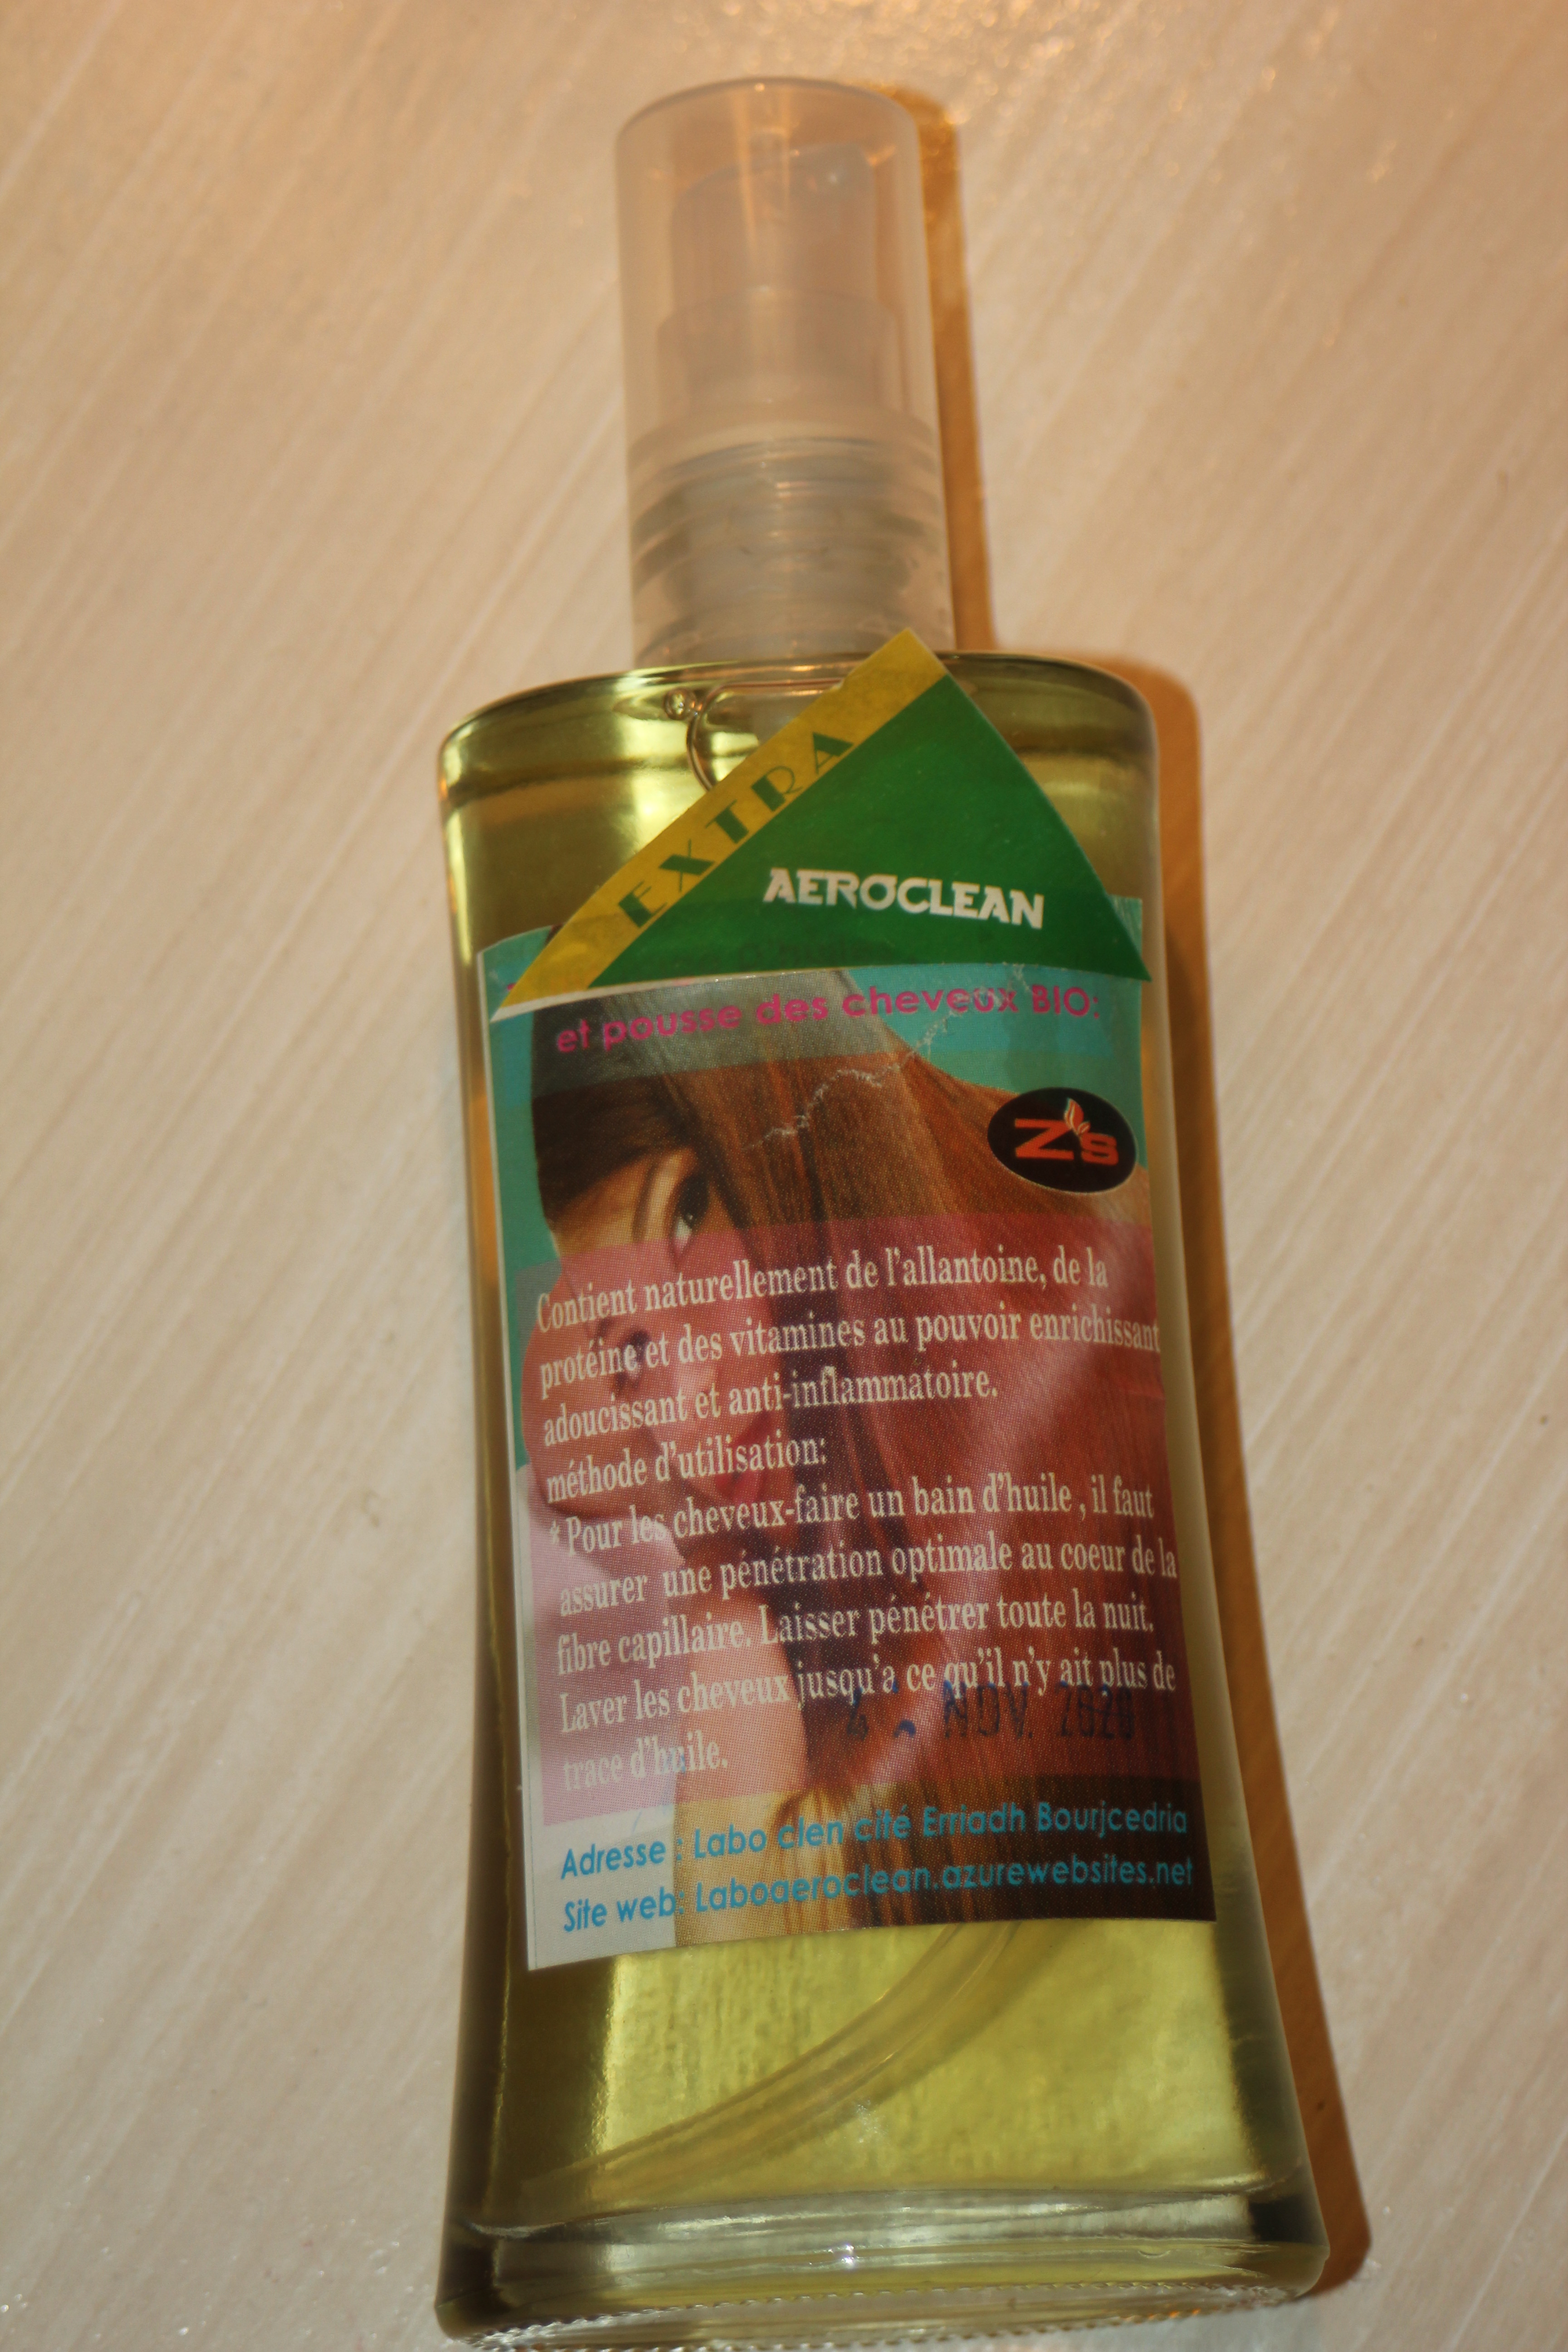 EXTRA
AEROCLEAN
et pousse des cheveux BIO:
Z's
Contient naturellement de l'allantoine, de la
protéine et des vitamines au pouvoir enrichissant
adoucissant et anti-inflammatoire.
méthode d'utilisation:
* Pour les cheveux-faire un bain d'huile , il faut
assurer une pénétration optimale au coeur de la
fibre capillaire. Laisser pénétrer toute la nuit.
Laver les cheveux jusqu'a ce qu'il n'y ait plus de
trace d'huile.
NOV. 2020
Adresse : Labo clen cité Erriadh Bourjcedria
Site web: Laboaeroclean.azurewebsites.net